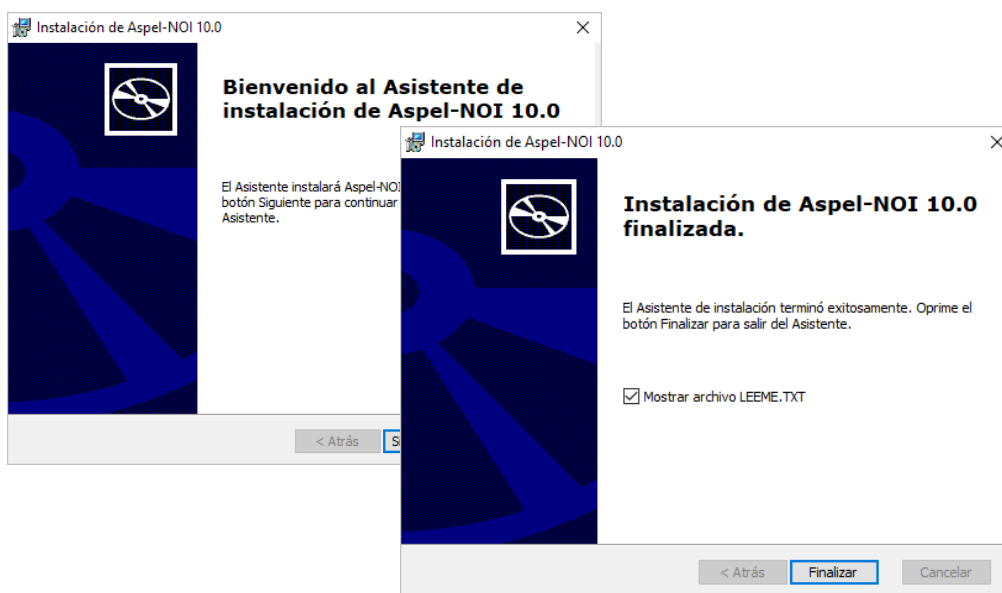 Instalación de Aspel-NOI 10.0
Bienvenido al Asistente de
instalación de Aspel-NOI 10.0
El Asistente instalará Aspel-NOI
botón Siguiente para continuar
Asistente.
< Atrás
Instalación de Aspel-NOI 10.0
Instalación de Aspel-NOI 10.0
finalizada.
El Asistente de instalación terminó exitosamente. Oprime el
botón Finalizar para salir del Asistente.
Mostrar archivo LEEME.TXT
< Atrás Finalizar Cancelar